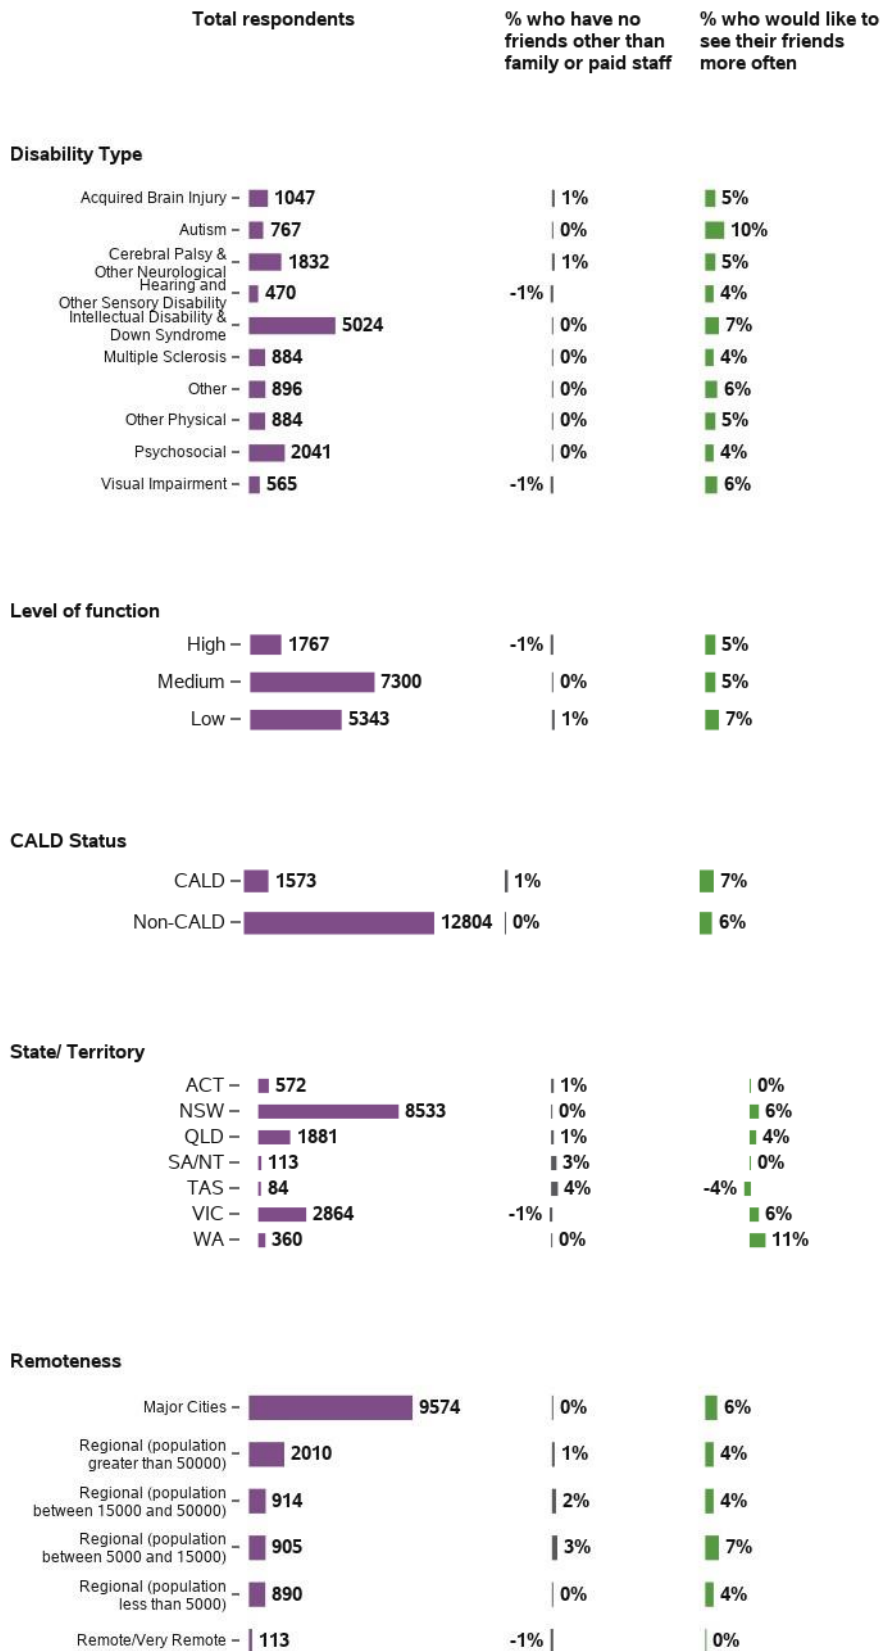 Total respondents
% who have no
friends other than
family or paid staff
% who would like to
see their friends
more often
Disability Type
Acquired Brain Injury 1047 1% 5%
Autism 767 0% 10%
Cerebral Palsy &
Other Neurological 1832 1% 5%
Hearing and
Other Sensory Disability 470 -1% 4%
Intellectual Disability &
Down Syndrome 5024 0% 7%
Multiple Sclerosis 884 0% 4%
Other 896 0% 6%
Other Physical 884 0% 5%
Psychosocial 2041 0% 4%
Visual Impairment 565 -1% 6%
Level of function
High 1767 -1% 5%
Medium 7300 0% 5%
Low 5343 1% 7%
CALD Status
CALD 1573 1% 7%
Non-CALD 12804 0% 6%
State/ Territory
ACT 572 1% 0%
NSW 8533 0% 6%
QLD 1881 1% 4%
SA/NT 113 3% 0%
TAS 84 4% -4%
VIC 2864 -1% 6%
WA 360 0% 11%
Remoteness
Major Cities 9574 0% 6%
Regional (population
greater than 50000) 2010 1% 4%
Regional (population
between 15000 and 50000) 914 2% 4%
Regional (population
between 5000 and 15000) 905 3% 7%
Regional (population
less than 5000) 890 0% 4%
Remote/Very Remote 113 -1% 0%